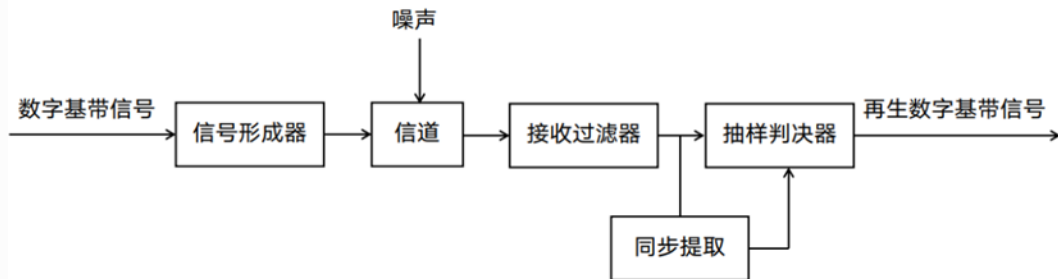 噪声
数字基带信号
信号形成器
信道
接收过滤器
抽样判决器
再生数字基带信号
同步提取